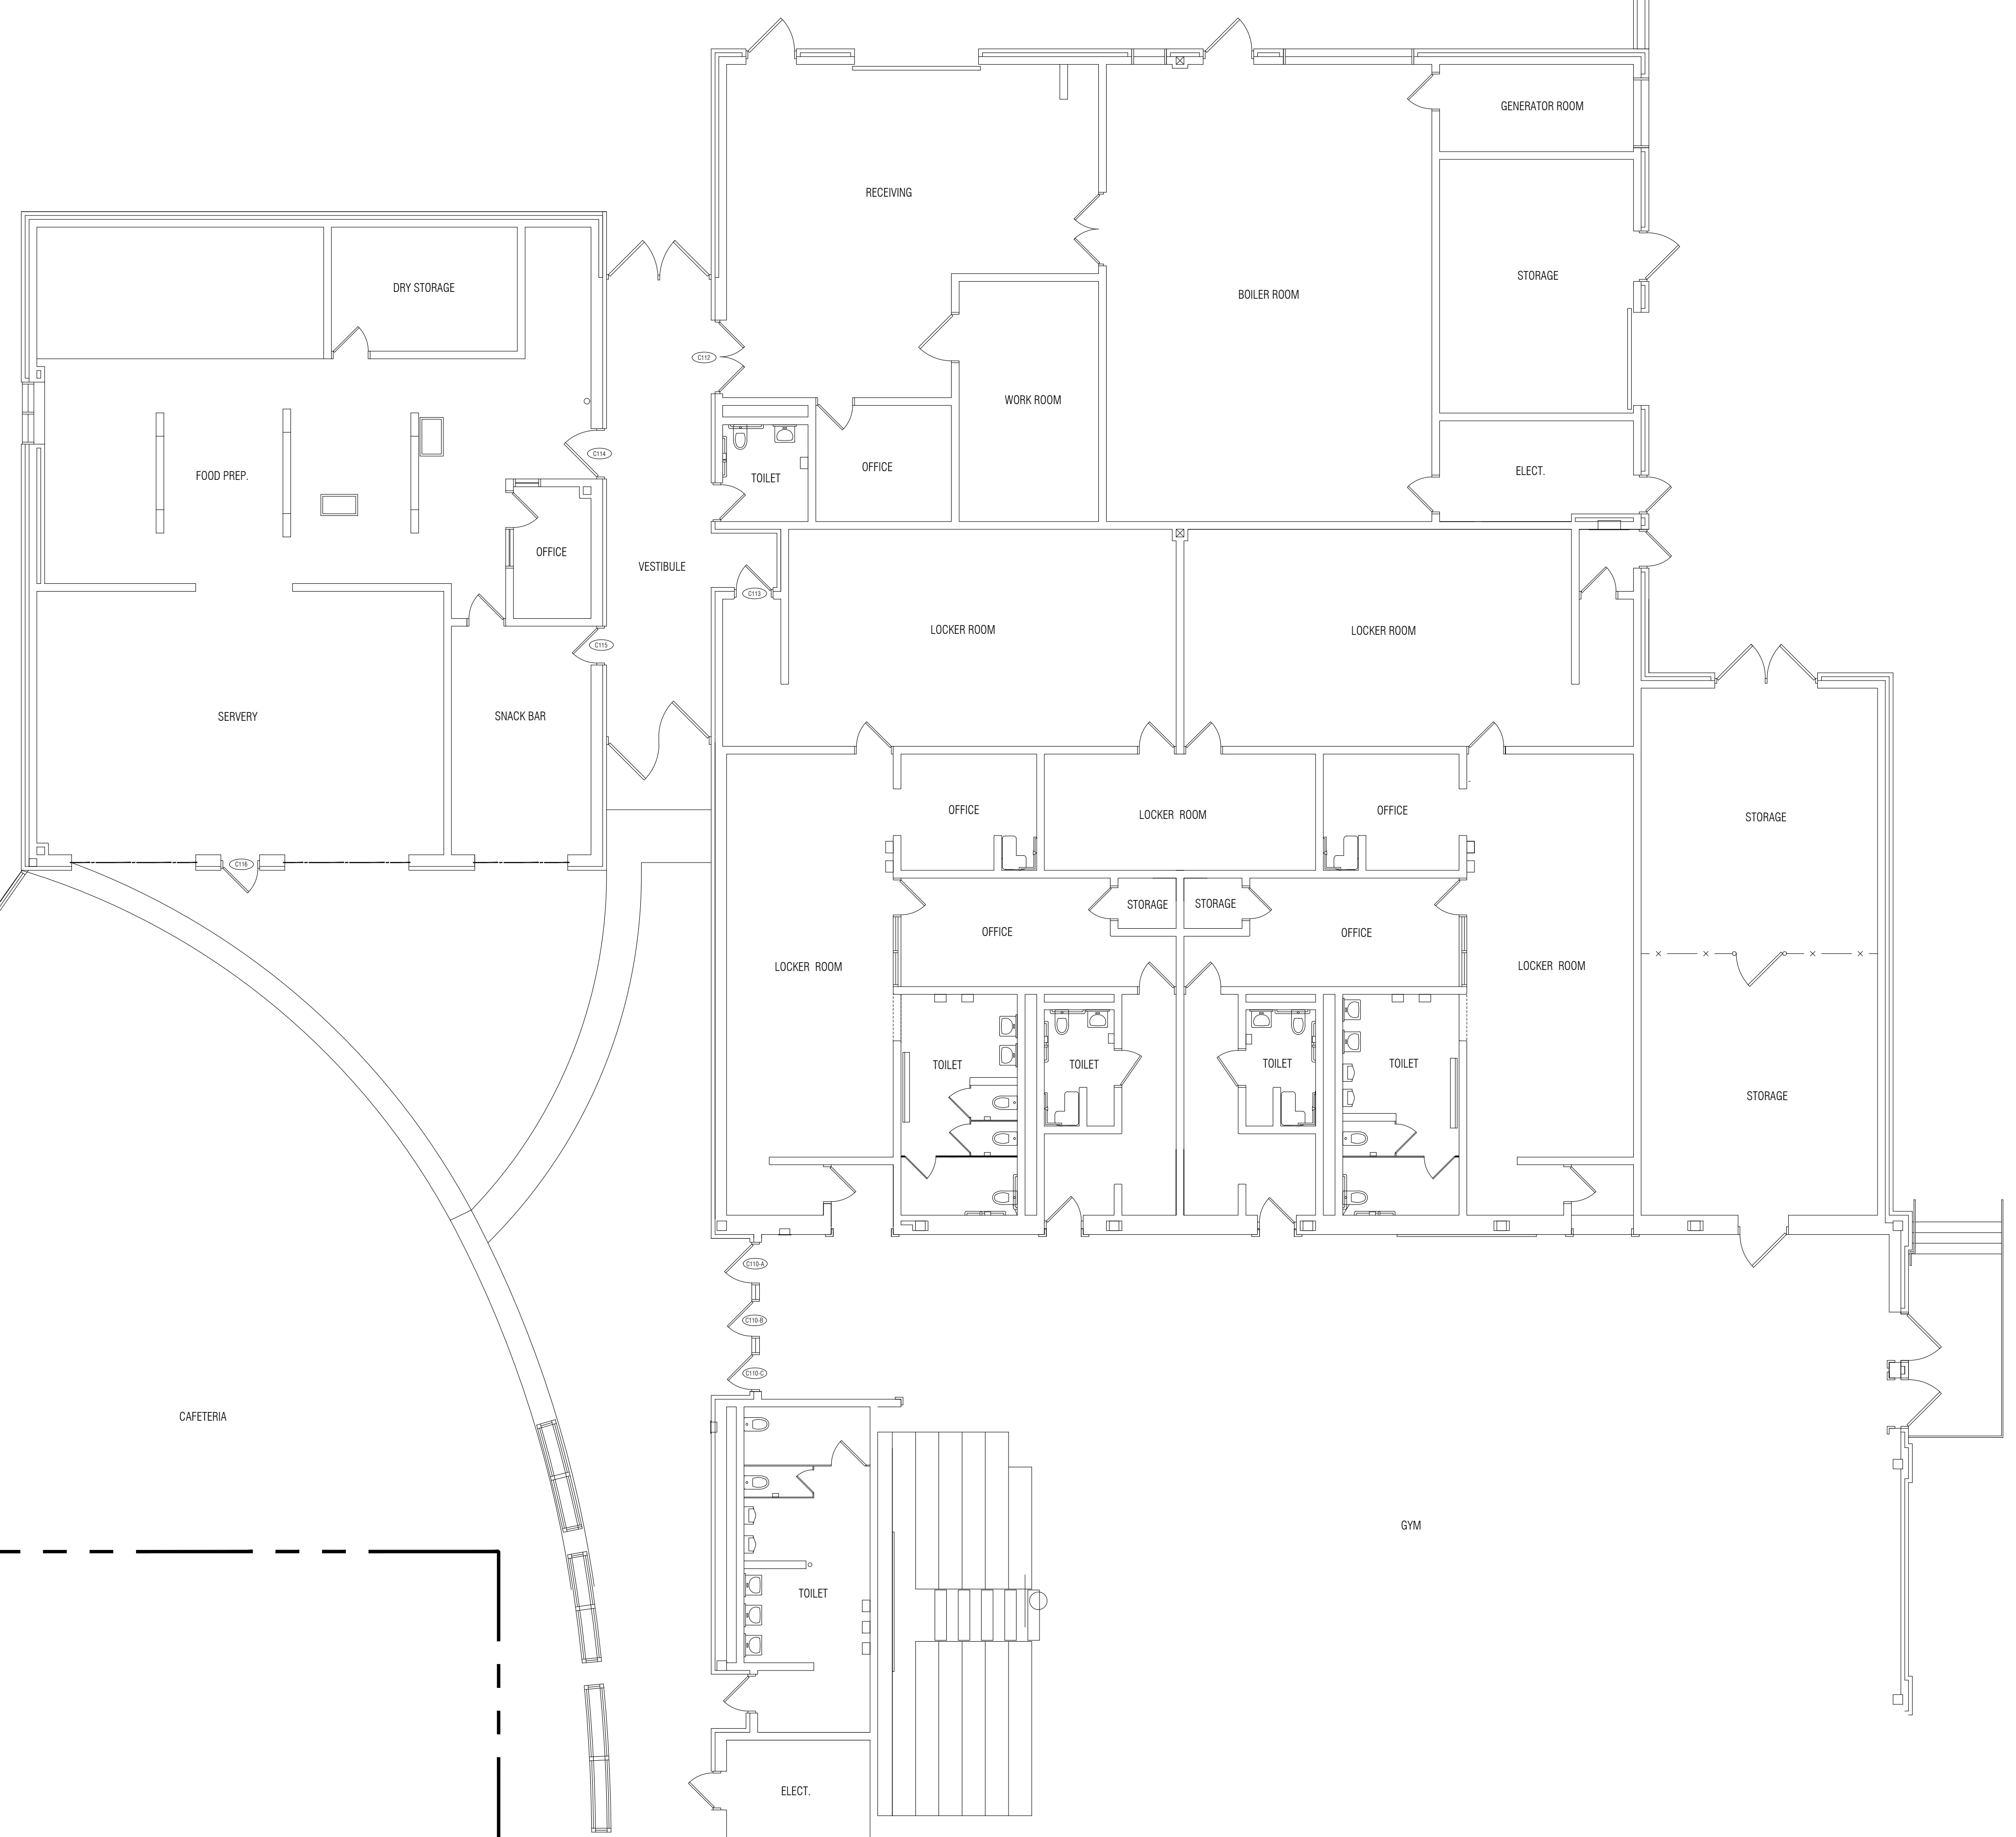 GENERATOR ROOM
RECEIVING
STORAGE
DRY STORAGE
BOILER ROOM
C112
WORK ROOM
C114
OFFICE
ELECT.
FOOD PREP.
TOILET
OFFICE
VESTIBULE
C113
LOCKER ROOM
LOCKER ROOM
C115
SERVERY
SNACK BAR
OFFICE
LOCKER ROOM
OFFICE
STORAGE
C116
STORAGE
STORAGE
OFFICE
OFFICE
LOCKER ROOM
LOCKER ROOM
TOILET
TOILET
TOILET
TOILET
STORAGE
C110-A
C110-B
C110-C
CAFETERIA
GYM
TOILET
ELECT.